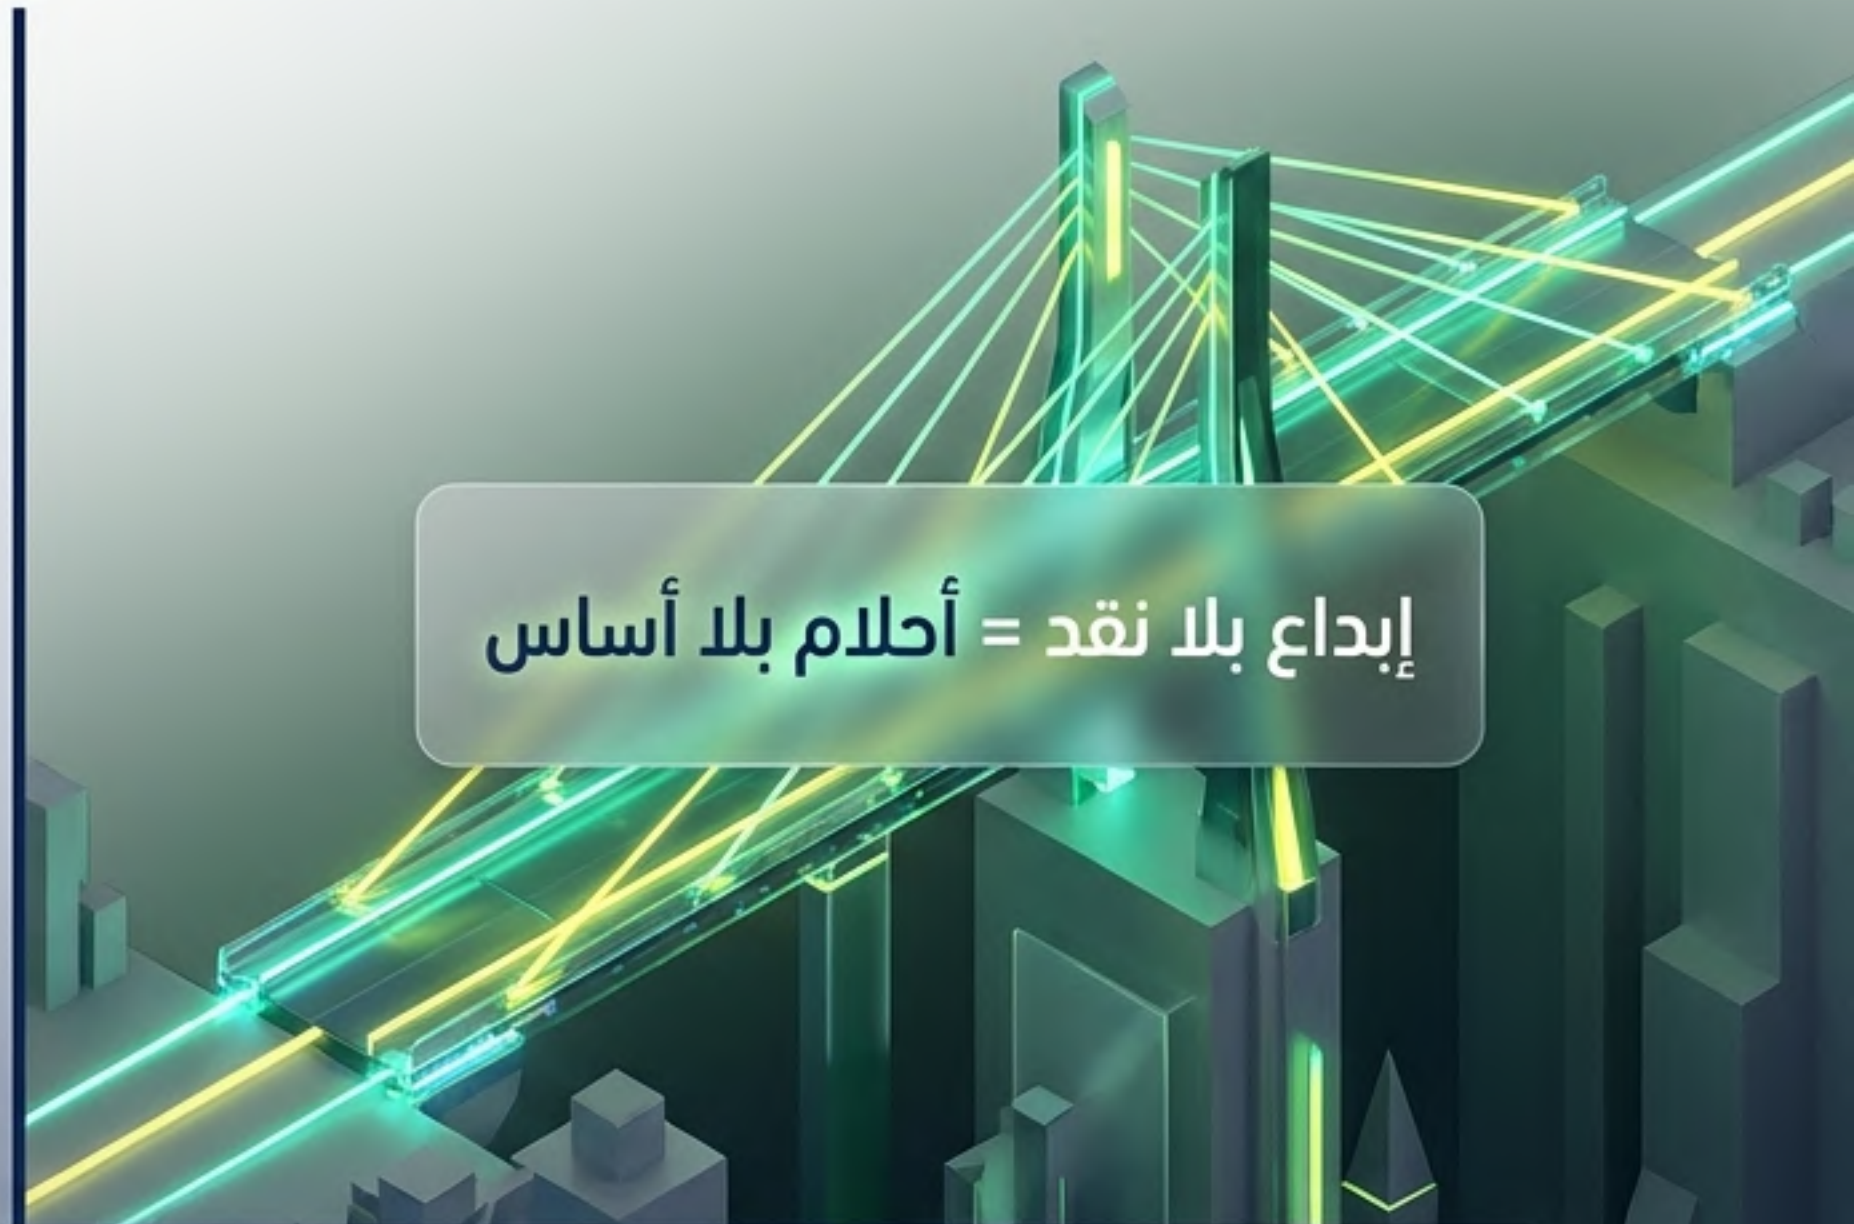 إبداع بلا نقد = أحلام بلا أساس